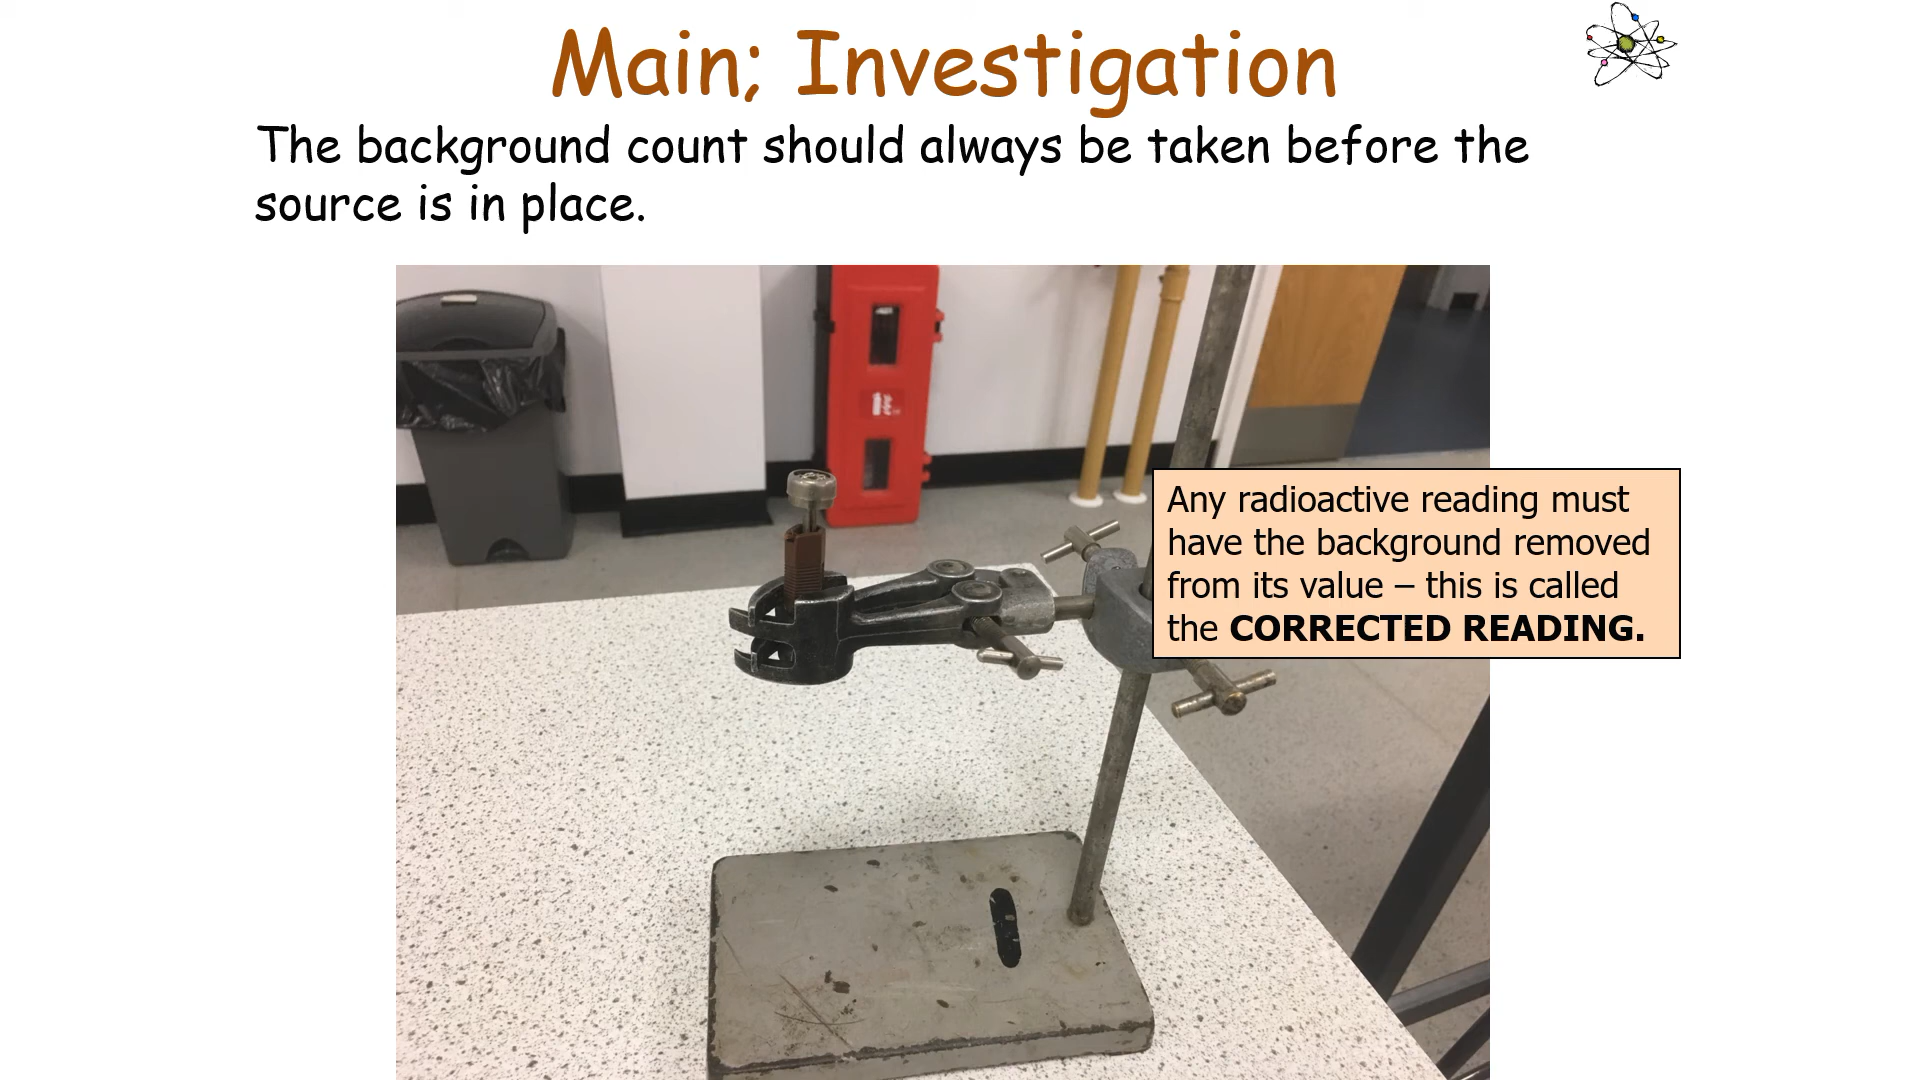 Main; Investigation
The background count should always be taken before the
source is in place.
Any radioactive reading must
have the background removed
from its value – this is called
the CORRECTED READING.